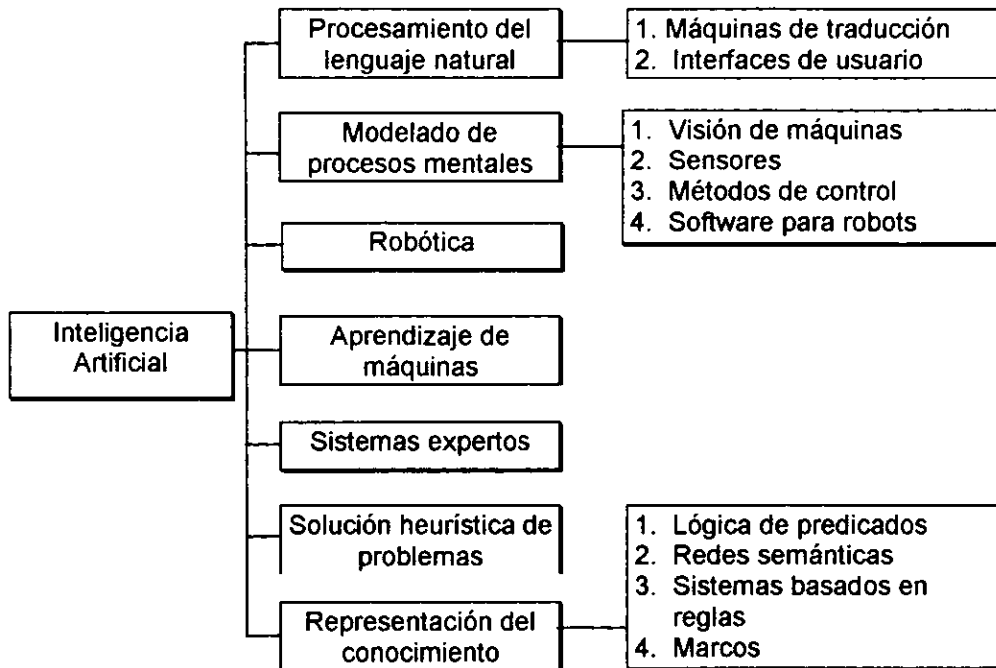 Procesamiento del
lenguaje natural
1. Máquinas de traducción
2. Interfaces de usuario
Modelado de
procesos mentales
1. Visión de máquinas
2. Sensores
3. Métodos de control
4. Software para robots
Robótica
Inteligencia
Artificial
Aprendizaje de
máquinas
Sistemas expertos
Solución heurística de
problemas
Representación del
conocimiento
1. Lógica de predicados
2. Redes semánticas
3. Sistemas basados en
reglas
4. Marcos